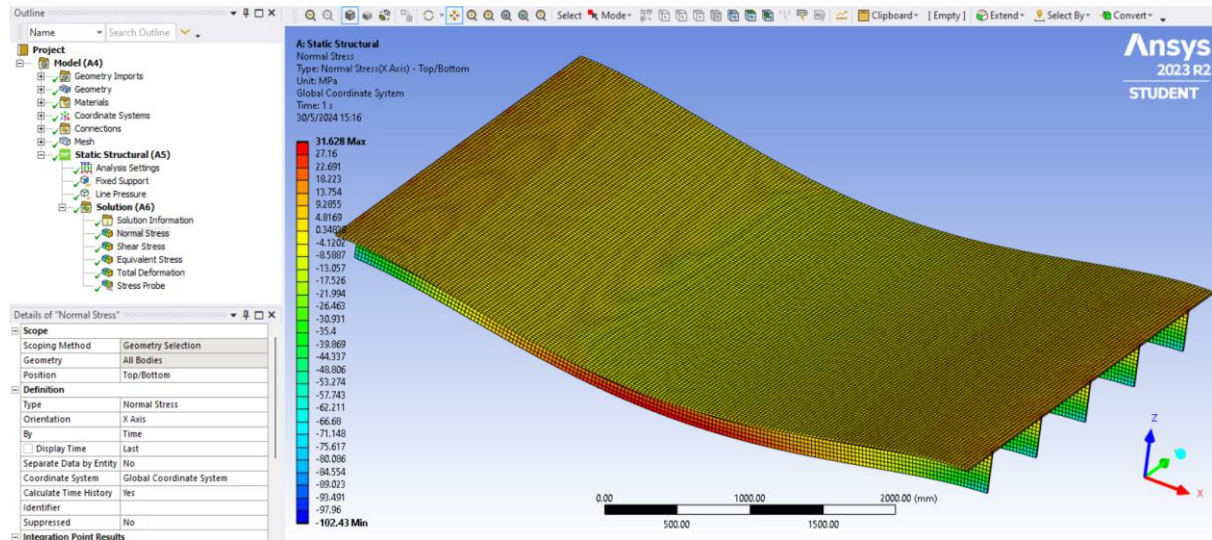 Outline
Name
Search Outline
Project
Model (A4)
Geometry Imports
Geometry
Materials
Coordinate Systems
Connections
Mesh
Static Structural (A5)
Analysis Settings
Fixed Support
Line Pressure
Solution (A6)
Solution Information
Normal Stress
Shear Stress
Equivalent Stress
Total Deformation
Stress Probe
Details of "Normal Stress"
Scope
Scoping Method Geometry Selection
Geometry All Bodies
Position Top/Bottom
Definition
Type Normal Stress
Orientation X Axis
By Time
Display Time Last
Separate Data by Entity No
Coordinate System Global Coordinate System
Calculate Time History Yes
Identifier
Suppressed No
Integration Point Results
Select Mode Clipboard [Empty] Extend Select By Convert
A: Static Structural
Normal Stress
Type: Normal Stress(X Axis) - Top/Bottom
Unit: MPa
Global Coordinate System
Time: 1 s
30/5/2024 15:16
31.628 Max
27.16
22.691
18.223
13.754
9.2855
4.8169
-4.1202
-8.5887
-13.057
-17.526
-21.994
-26.463
-30.931
-35.4
-39.869
-44.337
-48.806
-53.274
-57.743
-62.211
-66.68
-71.148
-75.617
-80.086
-84.554
-89.023
-93.491
-97.96
-102.43 Min
Ansys
2023 R2
STUDENT
0.00 1000.00 2000.00 (mm)
500.00 1500.00
Z
X